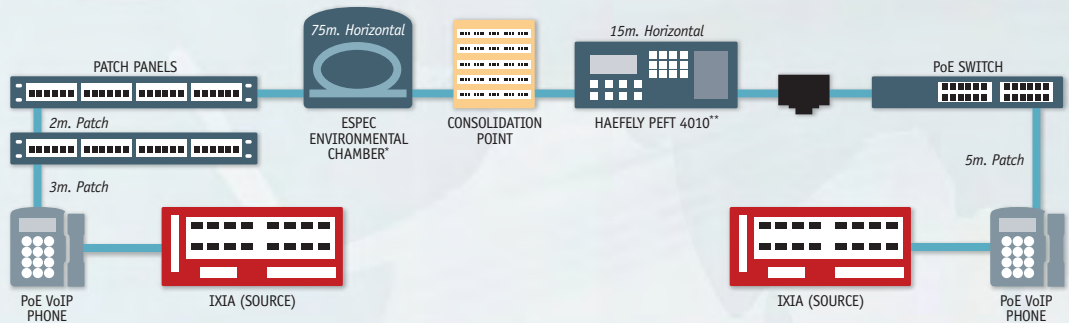 75m. Horizontal
15m. Horizontal
PATCH PANELS
PoE SWITCH
2m. Patch
ESPEC
ENVIRONMENTAL
CHAMBER*
CONSOLIDATION
POINT
HAEFELY PEFT 4010**
5m. Patch
3m. Patch
PoE VoIP
PHONE
IXIA (SOURCE)
IXIA (SOURCE)
PoE VoIP
PHONE